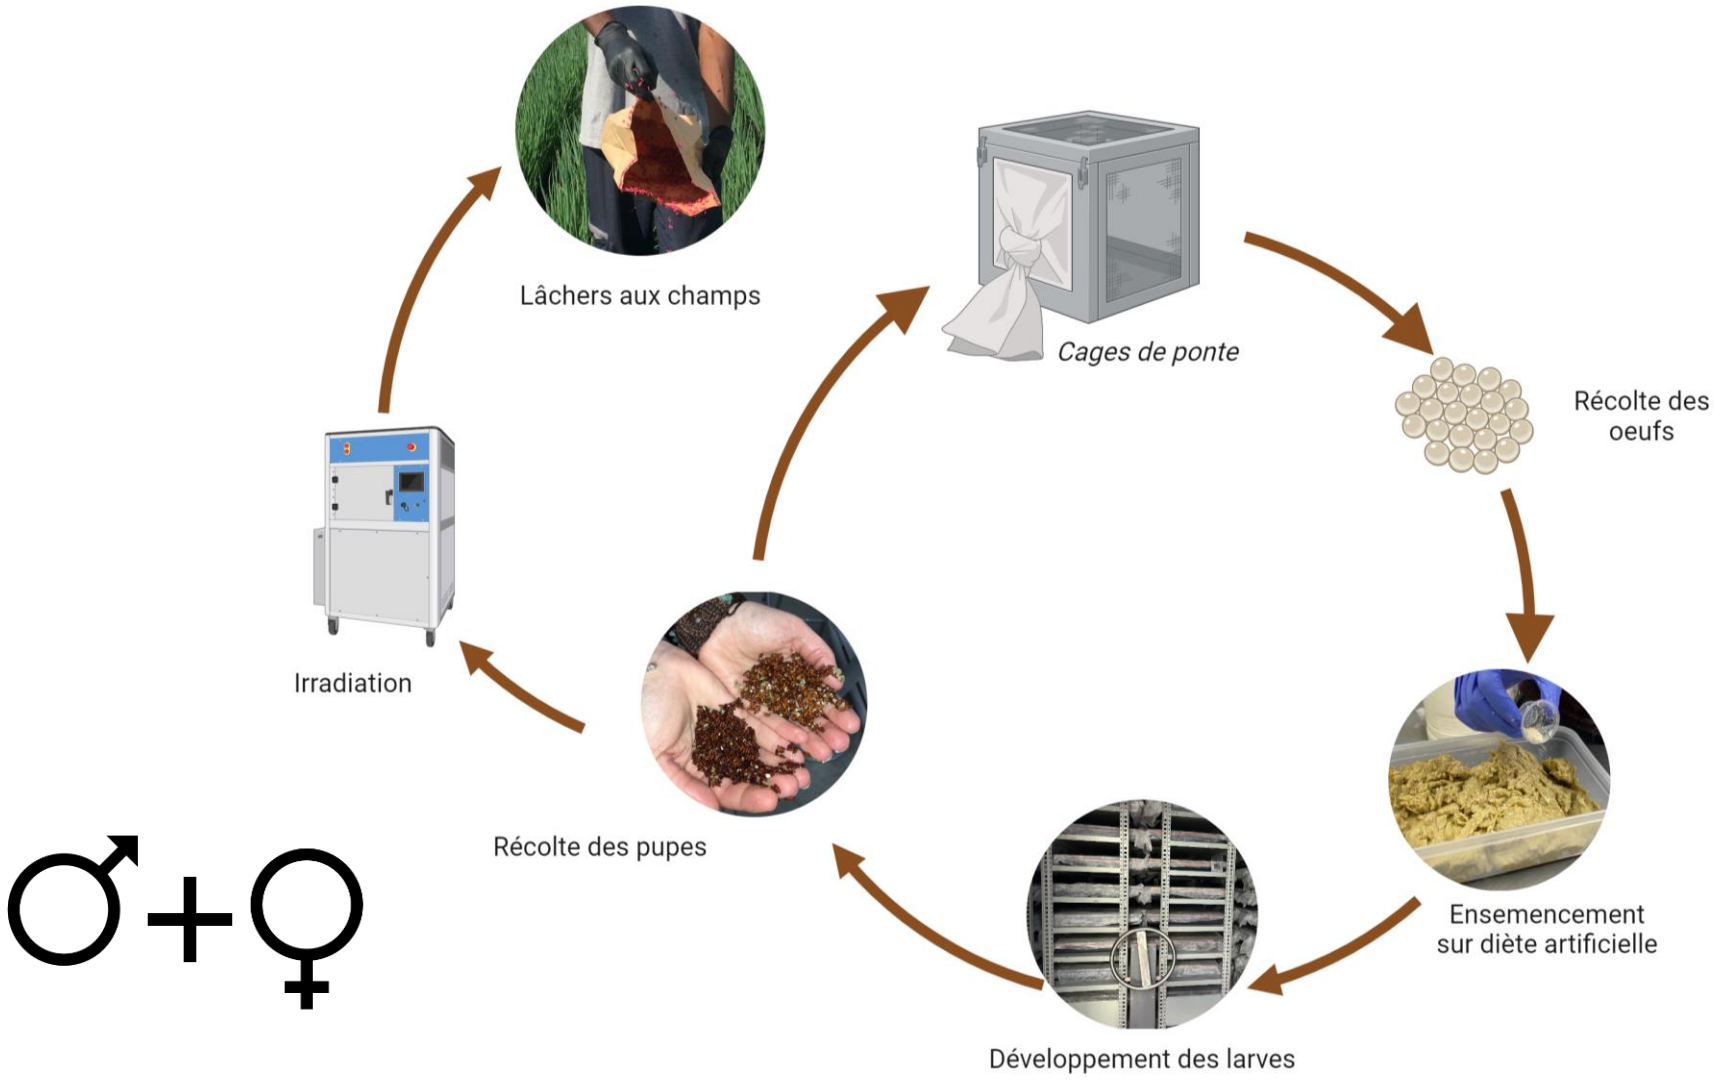 Lâchers aux champs
Cages de ponte
Récolte des
oeufs
Irradiation
Récolte des pupes
Ensemencement
sur diète artificielle
Développement des larves